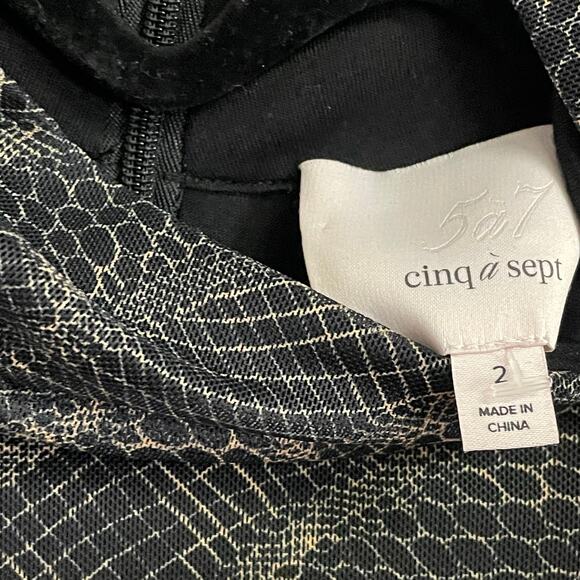 5à7
cinq à sept
2
MADE IN
CHINA